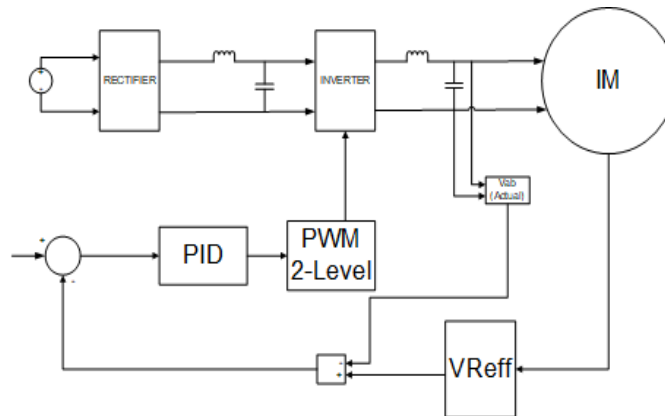 RECTIFIER
INVERTER
IM
Vab
(Actual)
+
-
PID
PWM
2-Level
-
+
VReff